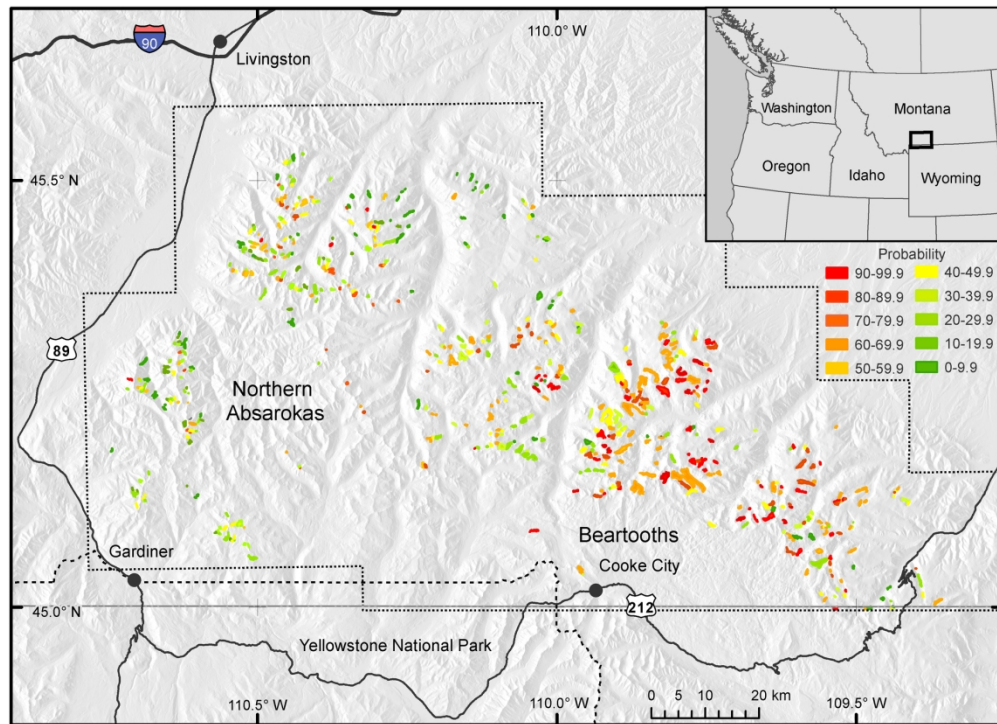 90
Livingston
110.0° W
Washington
Montana
Oregon
Idaho
Wyoming
45.5° N
Probability
90-99.9
40-49.9
80-89.9
30-39.9
70-79.9
20-29.9
60-69.9
10-19.9
50-59.9
0-9.9
89
Northern
Absarokas
Beartooths
Gardiner
Cooke City
45.0° N
212
Yellowstone National Park
110.5° W
110.0° W
109.5° W
0 5 10 20 km